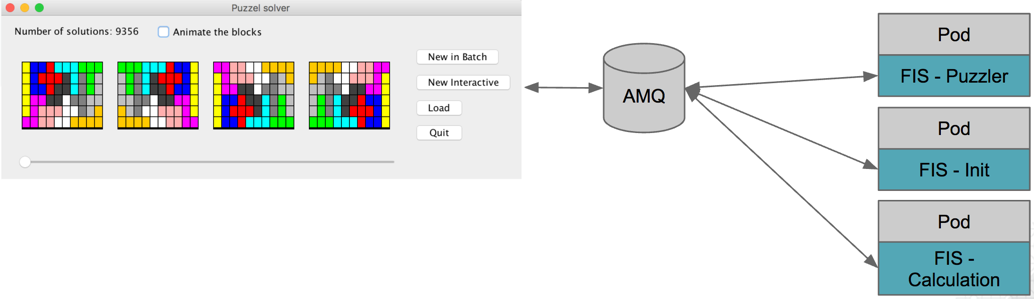 Puzzel solver
Number of solutions: 9356
Animate the blocks
New in Batch
New Interactive
Load
Quit
AMQ
Pod
FIS - Puzzler
Pod
FIS - Init
Pod
FIS -
Calculation